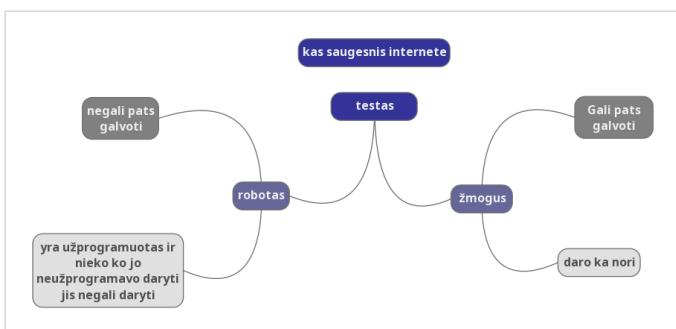 kas saugesnis internete
testas
negali pats
galvoti
Gali pats
galvoti
robotas
žmogus
yra užprogramuotas ir
nieko ko jo
neužprogramavo daryti
jis negali daryti
daro ka nori